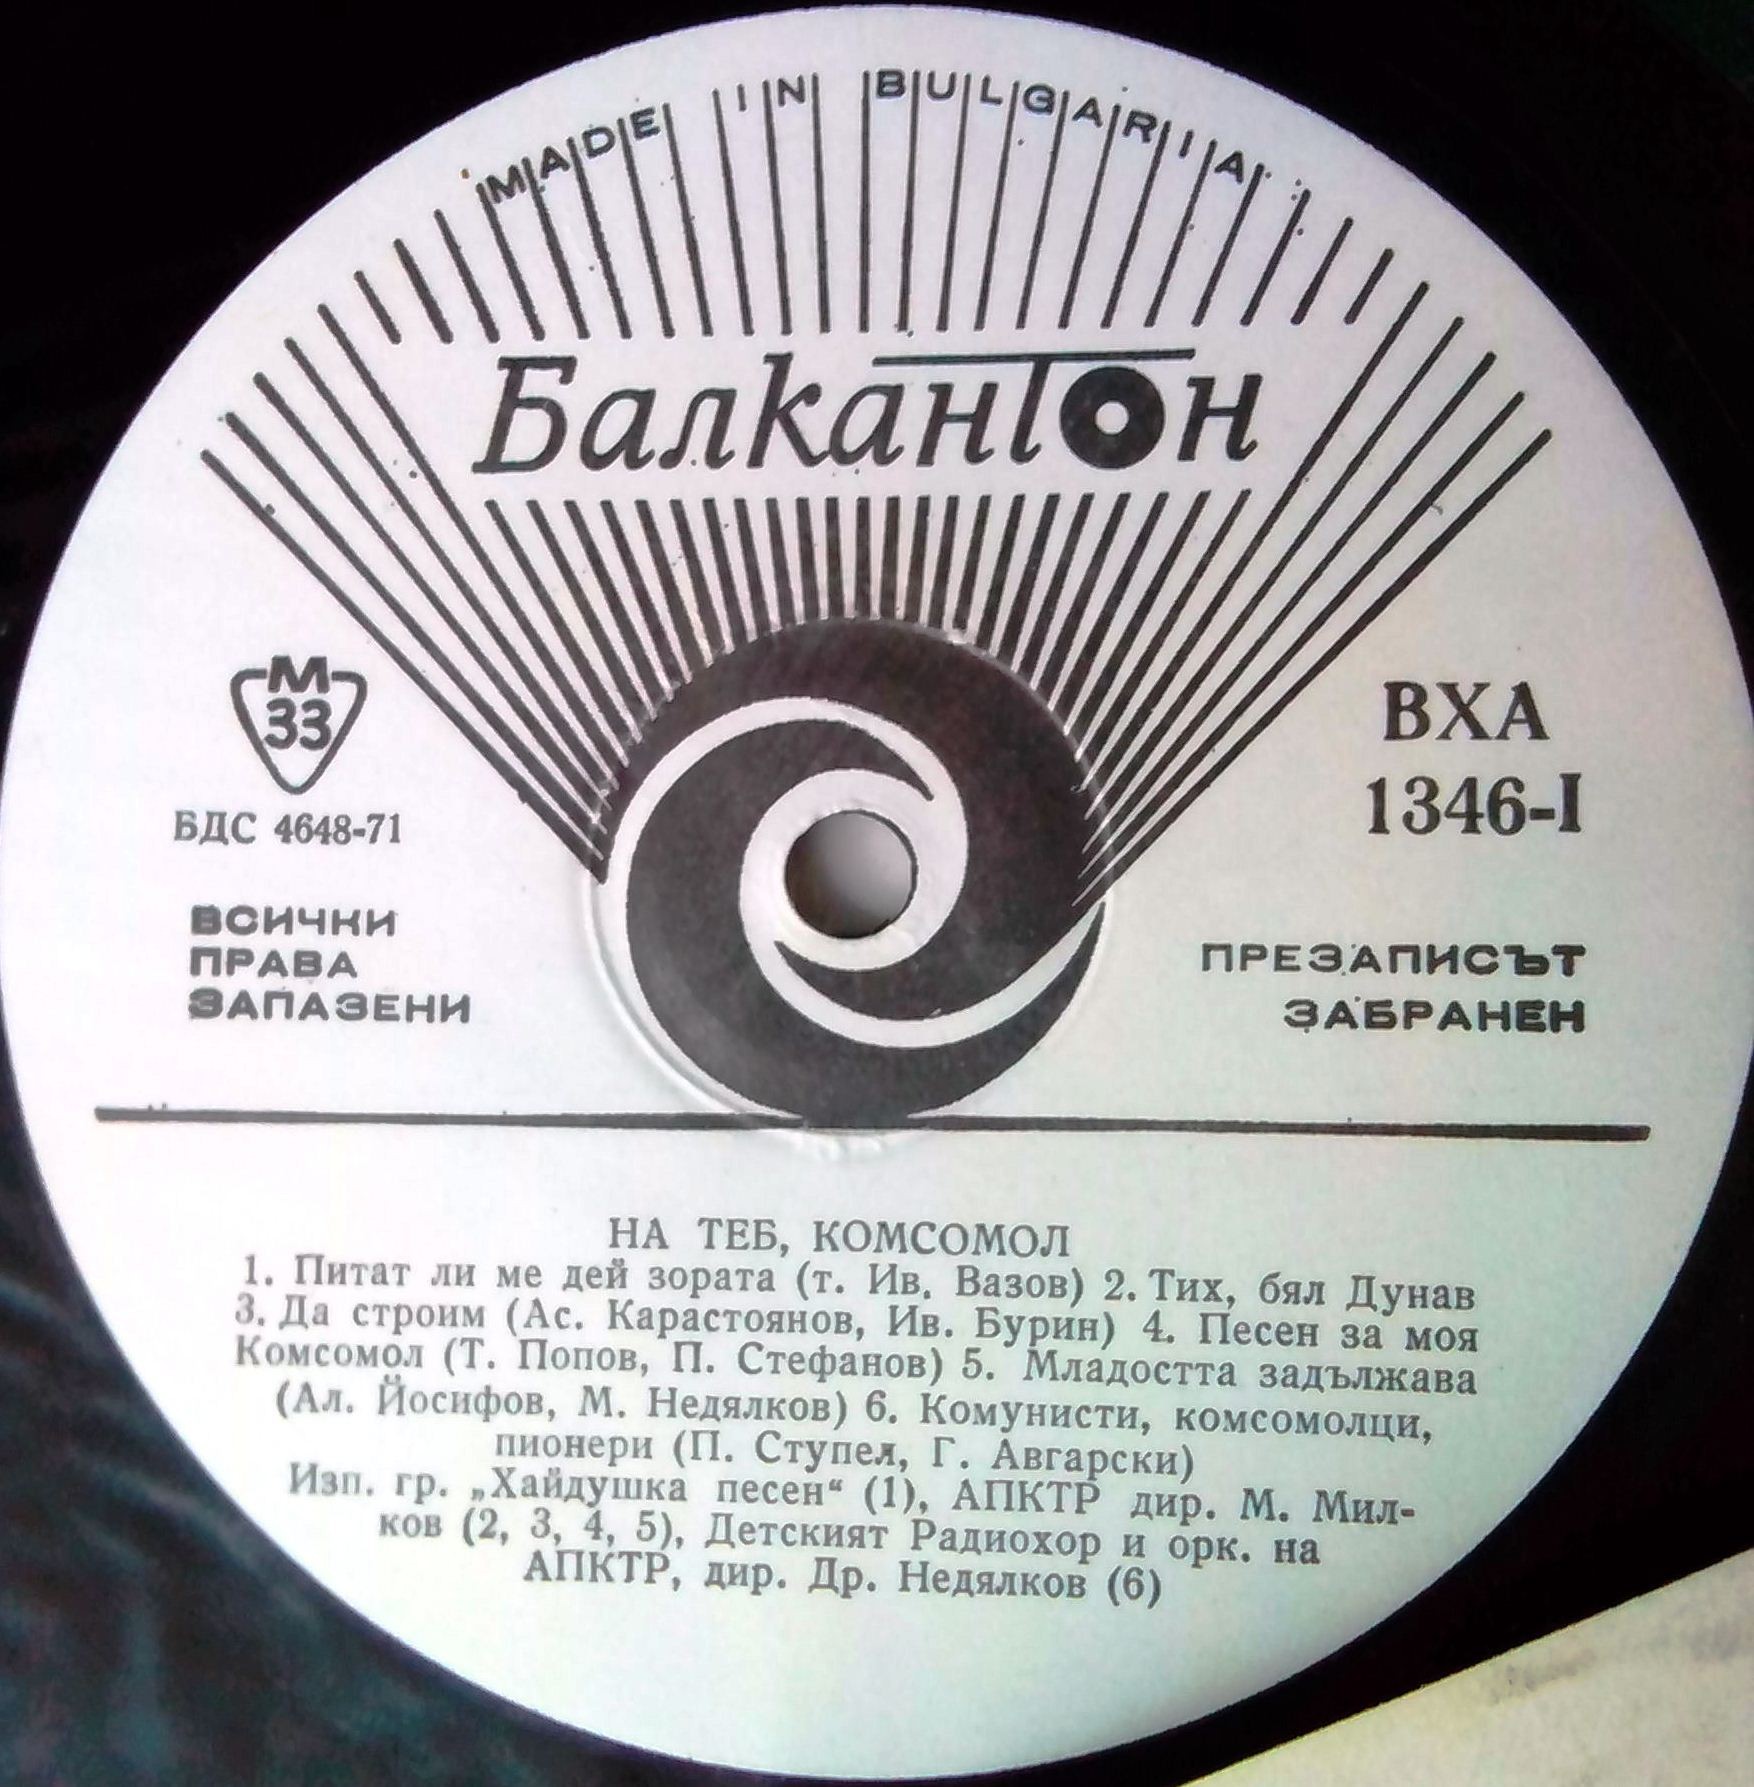 MADE IN BULGARIA
Балкантон
М
33
БДС 4648-71
ВХА
1346-I
ВСИЧКИ
ПРАВА
ЗАПАЗЕНИ
ПРЕЗАПИСЪТ
ЗАБРАНЕН
НА ТЕБ, КОМСОМОЛ
1. Питат ли ме дей зората (т. Ив. Вазов) 2. Тих, бял Дунав
3. Да строим (Ас. Карастоянов, Ив. Бурин) 4. Песен за моя
Комсомол (Т. Попов, П. Стефанов) 5. Младостта задължава
(Ал. Йосифов, М. Недялков) 6. Комунисти, комсомолци,
пионери (П. Ступел, Г. Авгарски)
Изп. гр. „Хайдушка песен“ (1), АПКТР дир. М. Мил-
ков (2, 3, 4, 5), Детският Радиохор и орк. на
АПКТР, дир. Др. Недялков (6)